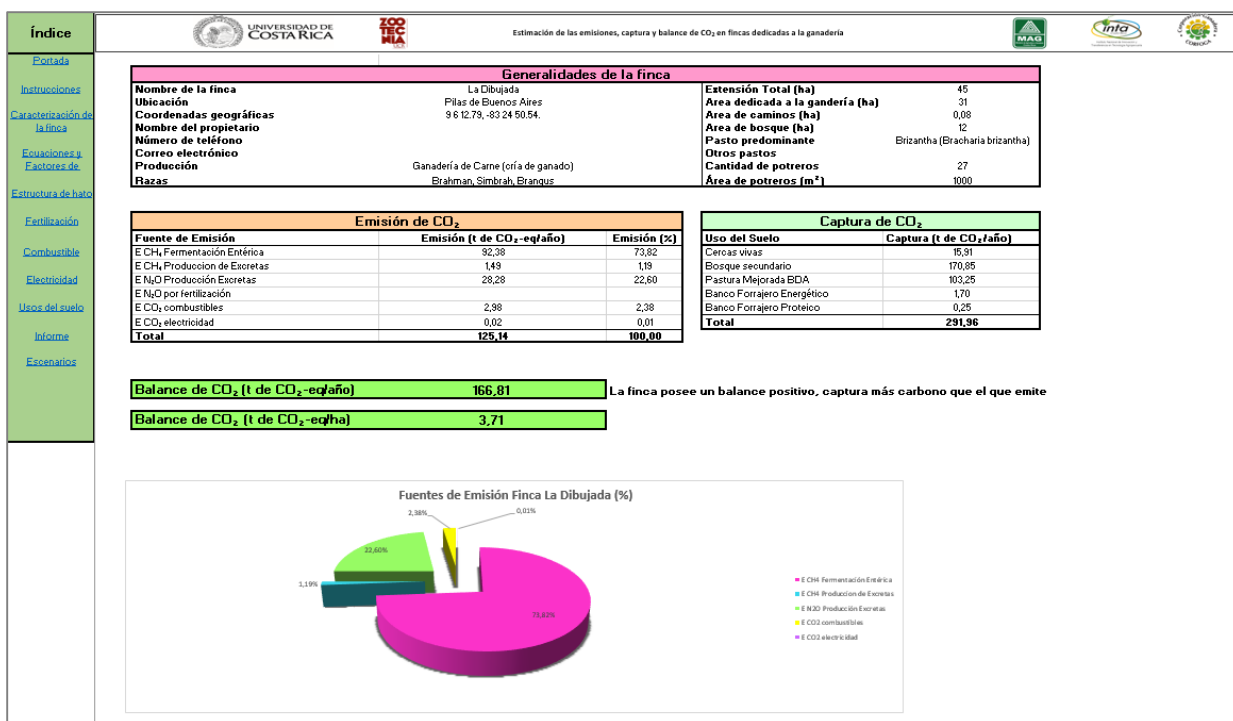 Índice
UNIVERSIDAD DE COSTA RICA
ZOO TEC NIA
Estimación de las emisiones, captura y balance de CO₂ en fincas dedicadas a la ganadería
MAG
inta
CORFOGA
Portada
Instrucciones
Caracterización de la finca
Ecuaciones y Factores de
Estructura de hato
Fertilización
Combustible
Electricidad
Usos del suelo
Informe
Escenarios
Generalidades de la finca
Nombre de la finca La Dibujada Extensión Total (ha) 45
Ubicación Pilas de Buenos Aires Area dedicada a la gandería (ha) 31
Coordenadas geográficas 9 6 12.79, -83 24 50.54. Area de caminos (ha) 0,08
Nombre del propietario Area de bosque (ha) 12
Número de teléfono Pasto predominante Brizantha (Bracharia brizantha)
Correo electrónico Otros pastos
Producción Ganadería de Carne (cría de ganado) Cantidad de potreros 27
Razas Brahman, Simbrah, Brangus Área de potreros (m²) 1000
Emisión de CO₂
Fuente de Emisión Emisión (t de CO₂-eq/año) Emisión (%)
E CH₄ Fermentación Entérica 92,38 73,82
E CH₄ Produccion de Excretas 1,49 1,19
E N₂O Producción Excretas 28,28 22,60
E N₂O por fertilización
E CO₂ combustibles 2,98 2,38
E CO₂ electricidad 0,02 0,01
Total 125,14 100,00
Captura de CO₂
Uso del Suelo Captura (t de CO₂/año)
Cercas vivas 15,91
Bosque secundario 170,85
Pastura Mejorada BDA 103,25
Banco Forrajero Energético 1,70
Banco Forrajero Proteico 0,25
Total 291,96
Balance de CO₂ (t de CO₂-eq/año) 166,81 La finca posee un balance positivo, captura más carbono que el que emite
Balance de CO₂ (t de CO₂-eq/ha) 3,71
Fuentes de Emisión Finca La Dibujada (%)
2,38%
0,01%
22,60%
1,19%
73,82%
E CH4 Fermentación Entérica
E CH4 Produccion de Excretas
E N2O Producción Excretas
E CO2 combustibles
E CO2 electricidad